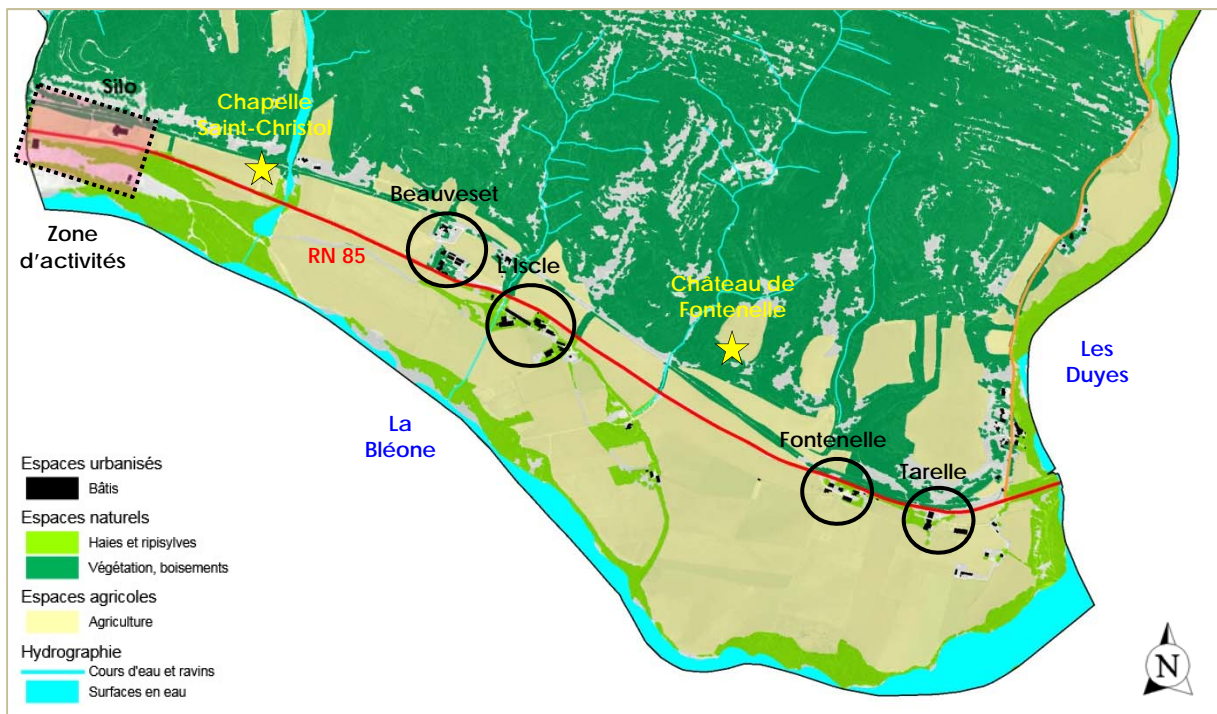 Silo
Chapelle
Saint-Christol
Beauveset
Zone
d'activités
RN 85
L'Iscle
Château de
Fontenelle
Les
Duyes
La
Bléone
Fontenelle
Tarelle
Espaces urbanisés
Bâtis
Espaces naturels
Haies et ripisylves
Végétation, boisements
Espaces agricoles
Agriculture
Hydrographie
Cours d'eau et ravins
Surfaces en eau
N